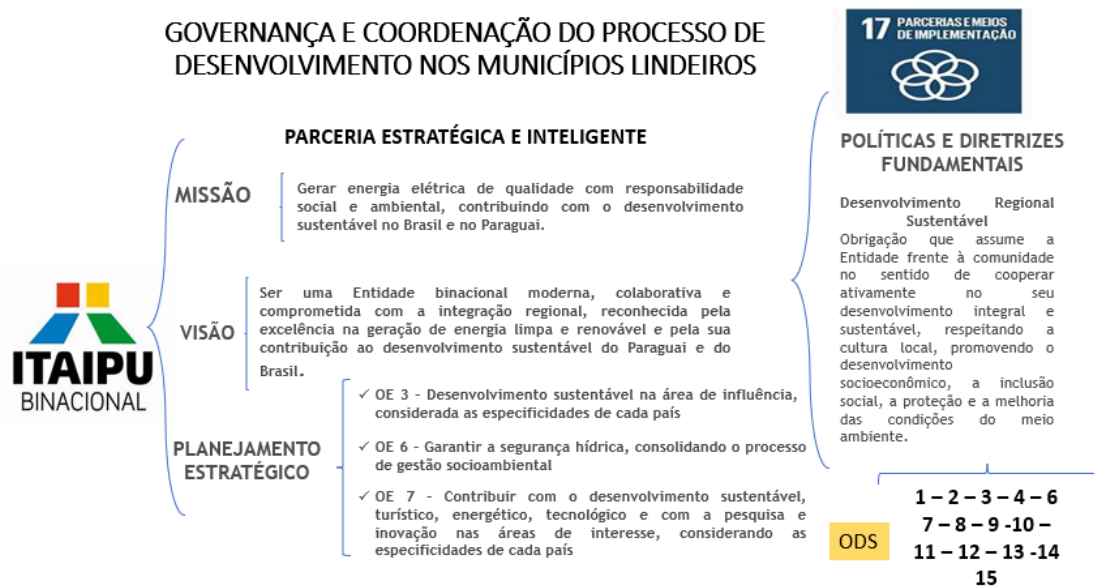 GOVERNANÇA E COORDENAÇÃO DO PROCESSO DE
DESENVOLVIMENTO NOS MUNICÍPIOS LINDEIROS
PARCERIA ESTRATÉGICA E INTELIGENTE
MISSÃO
Gerar energia elétrica de qualidade com responsabilidade
social e ambiental, contribuindo com o desenvolvimento
sustentável no Brasil e no Paraguai.
ITAIPU
BINACIONAL
VISÃO
Ser uma Entidade binacional moderna, colaborativa e
comprometida com a integração regional, reconhecida pela
excelência na geração de energia limpa e renovável e pela sua
contribuição ao desenvolvimento sustentável do Paraguai e do
Brasil.
PLANEJAMENTO
ESTRATÉGICO
✓ OE 3 - Desenvolvimento sustentável na área de influência,
considerada as especificidades de cada país
✓ OE 6 - Garantir a segurança hídrica, consolidando o processo
de gestão socioambiental
✓ OE 7 - Contribuir com o desenvolvimento sustentável,
turístico, energético, tecnológico e com a pesquisa e
inovação nas áreas de interesse, considerando as
especificidades de cada país
17 PARCERIAS E MEIOS
DE IMPLEMENTAÇÃO
POLÍTICAS E DIRETRIZES
FUNDAMENTAIS
Desenvolvimento Regional
Sustentável
Obrigação que assume a
Entidade frente à comunidade
no sentido de cooperar
ativamente no seu
desenvolvimento integral e
sustentável, respeitando a
cultura local, promovendo o
desenvolvimento
socioeconômico, a inclusão
social, a proteção e a melhoria
das condições do meio
ambiente.
ODS
1 – 2 – 3 – 4 – 6
7 – 8 – 9 -10 –
11 – 12 – 13 -14
15